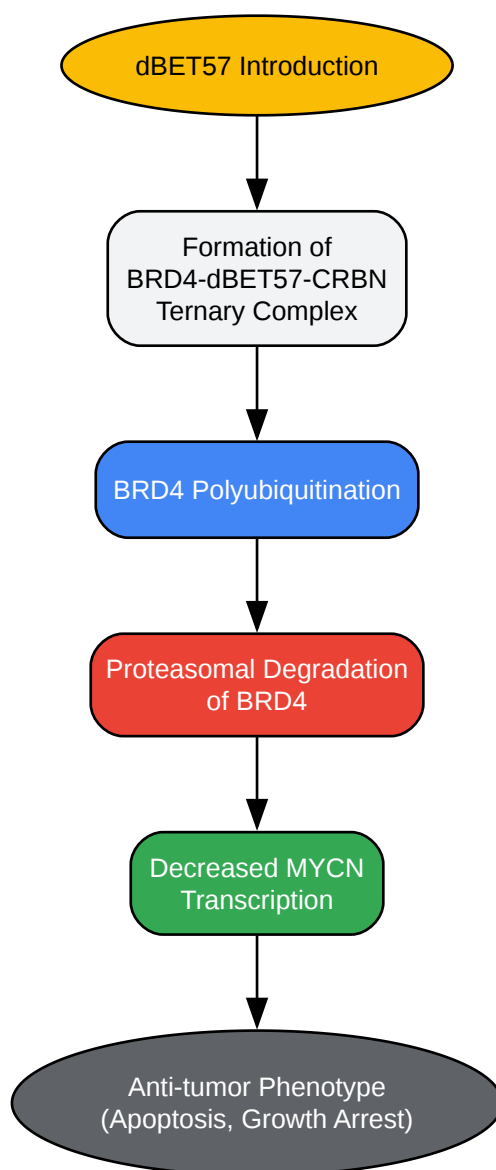 dBET57 Introduction
Formation of
BRD4-dBET57-CRBN
Ternary Complex
BRD4 Polyubiquitination
Proteasomal Degradation
of BRD4
Decreased MYCN
Transcription
Anti-tumor Phenotype
(Apoptosis, Growth Arrest)